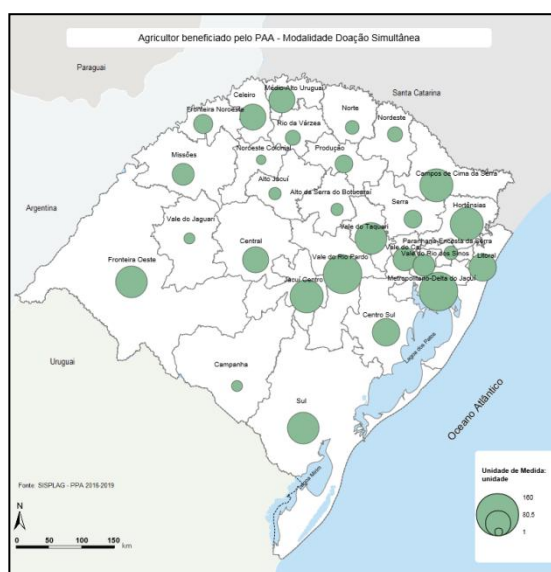 Agricultor beneficiado pelo PAA - Modalidade Doação Simultânea
Paraguai
Santa Catarina
Médio-Alto Uruguai
Celeiro
Norte
Nordeste
Fronteira Noroeste
Rio da Várzea
Noroeste Colonial
Produção
Missões
Campos de Cima da Serra
Alto Jacuí
Alto da Serra do Botucaraí
Serra
Hortênsias
Argentina
Vale do Jaguari
Vale do Taquari
Paranhana-Encosta da Serra
Vale do Caí
Vale do Rio dos Sinos
Litoral
Central
Fronteira Oeste
Vale do Rio Pardo
Metropolitano-Delta do Jacuí
Jacuí Centro
Centro Sul
Lagoa dos Patos
Uruguai
Campanha
Sul
Oceano Atlântico
Lagoa Mirim
Fonte: SISPLAG - PPA 2016-2019
N
0 50 100 150
km
Unidade de Medida:
unidade
160
80,5
1